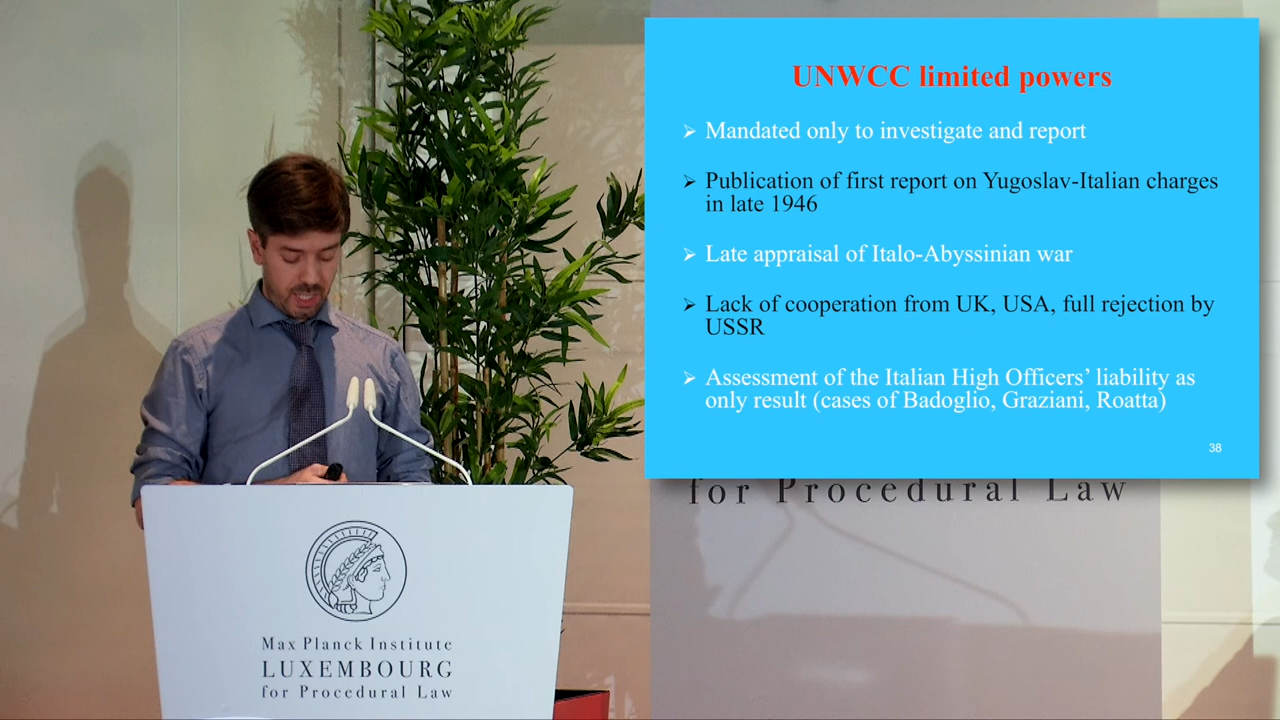 UNWCC limited powers
Mandated only to investigate and report
Publication of first report on Yugoslav-Italian charges
in late 1946
Late appraisal of Italo-Abyssinian war
Lack of cooperation from UK, USA, full rejection by
USSR
Assessment of the Italian High Officers’ liability as
only result (cases of Badoglio, Graziani, Roatta)
38
for Procedural Law
Max Planck Institute
LUXEMBOURG
for Procedural Law